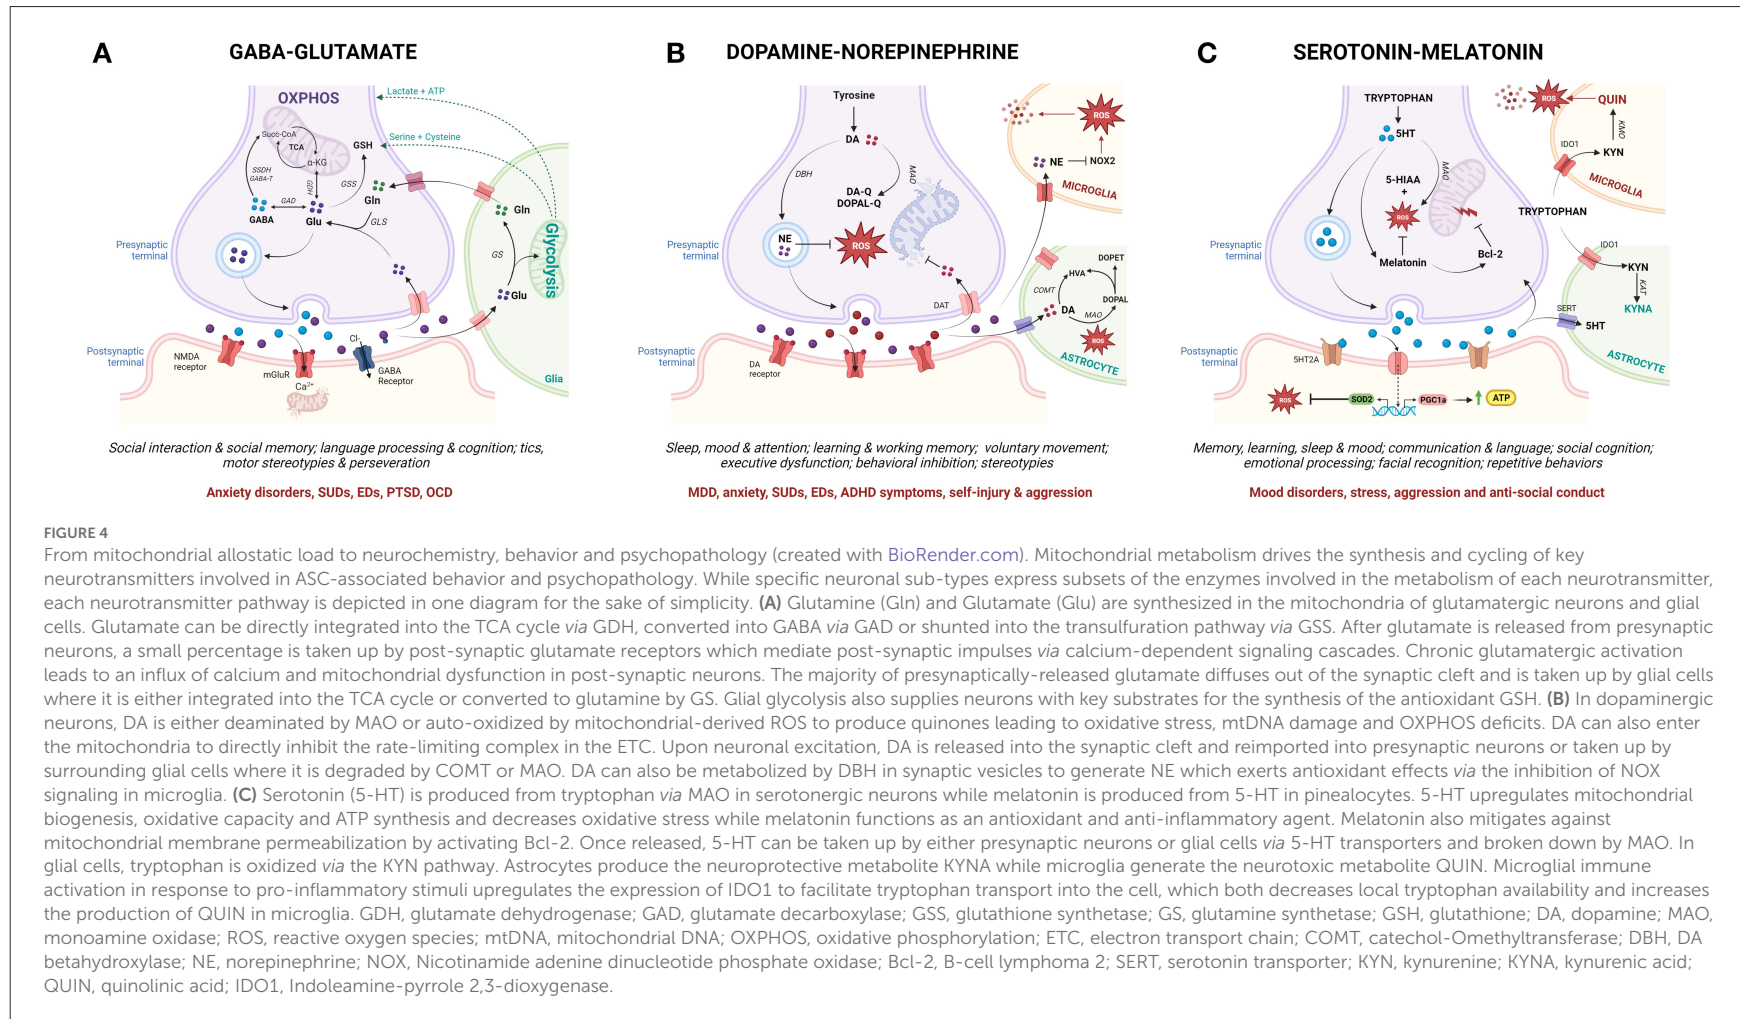 A GABA-GLUTAMATE
OXPHOS
Lactate + ATP
Succ-CoA
TCA
GSH
Serine + Cysteine
α-KG
SSDH
GABA-T
GDH
GSS
Gln
GAD
GABA
Glu
GLS
Gln
Glycolysis
GS
Presynaptic
terminal
Glu
Cl-
Postsynaptic
terminal
NMDA
receptor
mGluR
Ca²⁺
GABA
Receptor
Glia
Social interaction & social memory; language processing & cognition; tics,
motor stereotypies & perseveration
Anxiety disorders, SUDs, EDs, PTSD, OCD
B DOPAMINE-NOREPINEPHRINE
Tyrosine
DA
ROS
NE
NOX2
DBH
MAO
DA-Q
DOPAL-Q
MICROGLIA
NE
ROS
Presynaptic
terminal
DOPET
HVA
COMT
DOPAL
DAT
DA
MAO
ROS
Postsynaptic
terminal
DA
receptor
ASTROCYTE
Sleep, mood & attention; learning & working memory; voluntary movement;
executive dysfunction; behavioral inhibition; stereotypies
MDD, anxiety, SUDs, EDs, ADHD symptoms, self-injury & aggression
C SEROTONIN-MELATONIN
TRYPTOPHAN
5HT
ROS
QUIN
KMO
IDO1
KYN
MAO
5-HIAA
+
ROS
MICROGLIA
TRYPTOPHAN
Presynaptic
terminal
Melatonin
Bcl-2
IDO1
KYN
KAT
KYNA
SERT
5HT
Postsynaptic
terminal
5HT2A
ASTROCYTE
ROS
SOD2
PGC1a
ATP
Memory, learning, sleep & mood; communication & language; social cognition;
emotional processing; facial recognition; repetitive behaviors
Mood disorders, stress, aggression and anti-social conduct
FIGURE 4
From mitochondrial allostatic load to neurochemistry, behavior and psychopathology (created with BioRender.com). Mitochondrial metabolism drives the synthesis and cycling of key
neurotransmitters involved in ASC-associated behavior and psychopathology. While specific neuronal sub-types express subsets of the enzymes involved in the metabolism of each neurotransmitter,
each neurotransmitter pathway is depicted in one diagram for the sake of simplicity. (A) Glutamine (Gln) and Glutamate (Glu) are synthesized in the mitochondria of glutamatergic neurons and glial
cells. Glutamate can be directly integrated into the TCA cycle via GDH, converted into GABA via GAD or shunted into the transulfuration pathway via GSS. After glutamate is released from presynaptic
neurons, a small percentage is taken up by post-synaptic glutamate receptors which mediate post-synaptic impulses via calcium-dependent signaling cascades. Chronic glutamatergic activation
leads to an influx of calcium and mitochondrial dysfunction in post-synaptic neurons. The majority of presynaptically-released glutamate diffuses out of the synaptic cleft and is taken up by glial cells
where it is either integrated into the TCA cycle or converted to glutamine by GS. Glial glycolysis also supplies neurons with key substrates for the synthesis of the antioxidant GSH. (B) In dopaminergic
neurons, DA is either deaminated by MAO or auto-oxidized by mitochondrial-derived ROS to produce quinones leading to oxidative stress, mtDNA damage and OXPHOS deficits. DA can also enter
the mitochondria to directly inhibit the rate-limiting complex in the ETC. Upon neuronal excitation, DA is released into the synaptic cleft and reimported into presynaptic neurons or taken up by
surrounding glial cells where it is degraded by COMT or MAO. DA can also be metabolized by DBH in synaptic vesicles to generate NE which exerts antioxidant effects via the inhibition of NOX
signaling in microglia. (C) Serotonin (5-HT) is produced from tryptophan via MAO in serotonergic neurons while melatonin is produced from 5-HT in pinealocytes. 5-HT upregulates mitochondrial
biogenesis, oxidative capacity and ATP synthesis and decreases oxidative stress while melatonin functions as an antioxidant and anti-inflammatory agent. Melatonin also mitigates against
mitochondrial membrane permeabilization by activating Bcl-2. Once released, 5-HT can be taken up by either presynaptic neurons or glial cells via 5-HT transporters and broken down by MAO. In
glial cells, tryptophan is oxidized via the KYN pathway. Astrocytes produce the neuroprotective metabolite KYNA while microglia generate the neurotoxic metabolite QUIN. Microglial immune
activation in response to pro-inflammatory stimuli upregulates the expression of IDO1 to facilitate tryptophan transport into the cell, which both decreases local tryptophan availability and increases
the production of QUIN in microglia. GDH, glutamate dehydrogenase; GAD, glutamate decarboxylase; GSS, glutathione synthetase; GS, glutamine synthetase; GSH, glutathione; DA, dopamine; MAO,
monoamine oxidase; ROS, reactive oxygen species; mtDNA, mitochondrial DNA; OXPHOS, oxidative phosphorylation; ETC, electron transport chain; COMT, catechol-Omethyltransferase; DBH, DA
betahydroxylase; NE, norepinephrine; NOX, Nicotinamide adenine dinucleotide phosphate oxidase; Bcl-2, B-cell lymphoma 2; SERT, serotonin transporter; KYN, kynurenine; KYNA, kynurenic acid;
QUIN, quinolinic acid; IDO1, Indoleamine-pyrrole 2,3-dioxygenase.